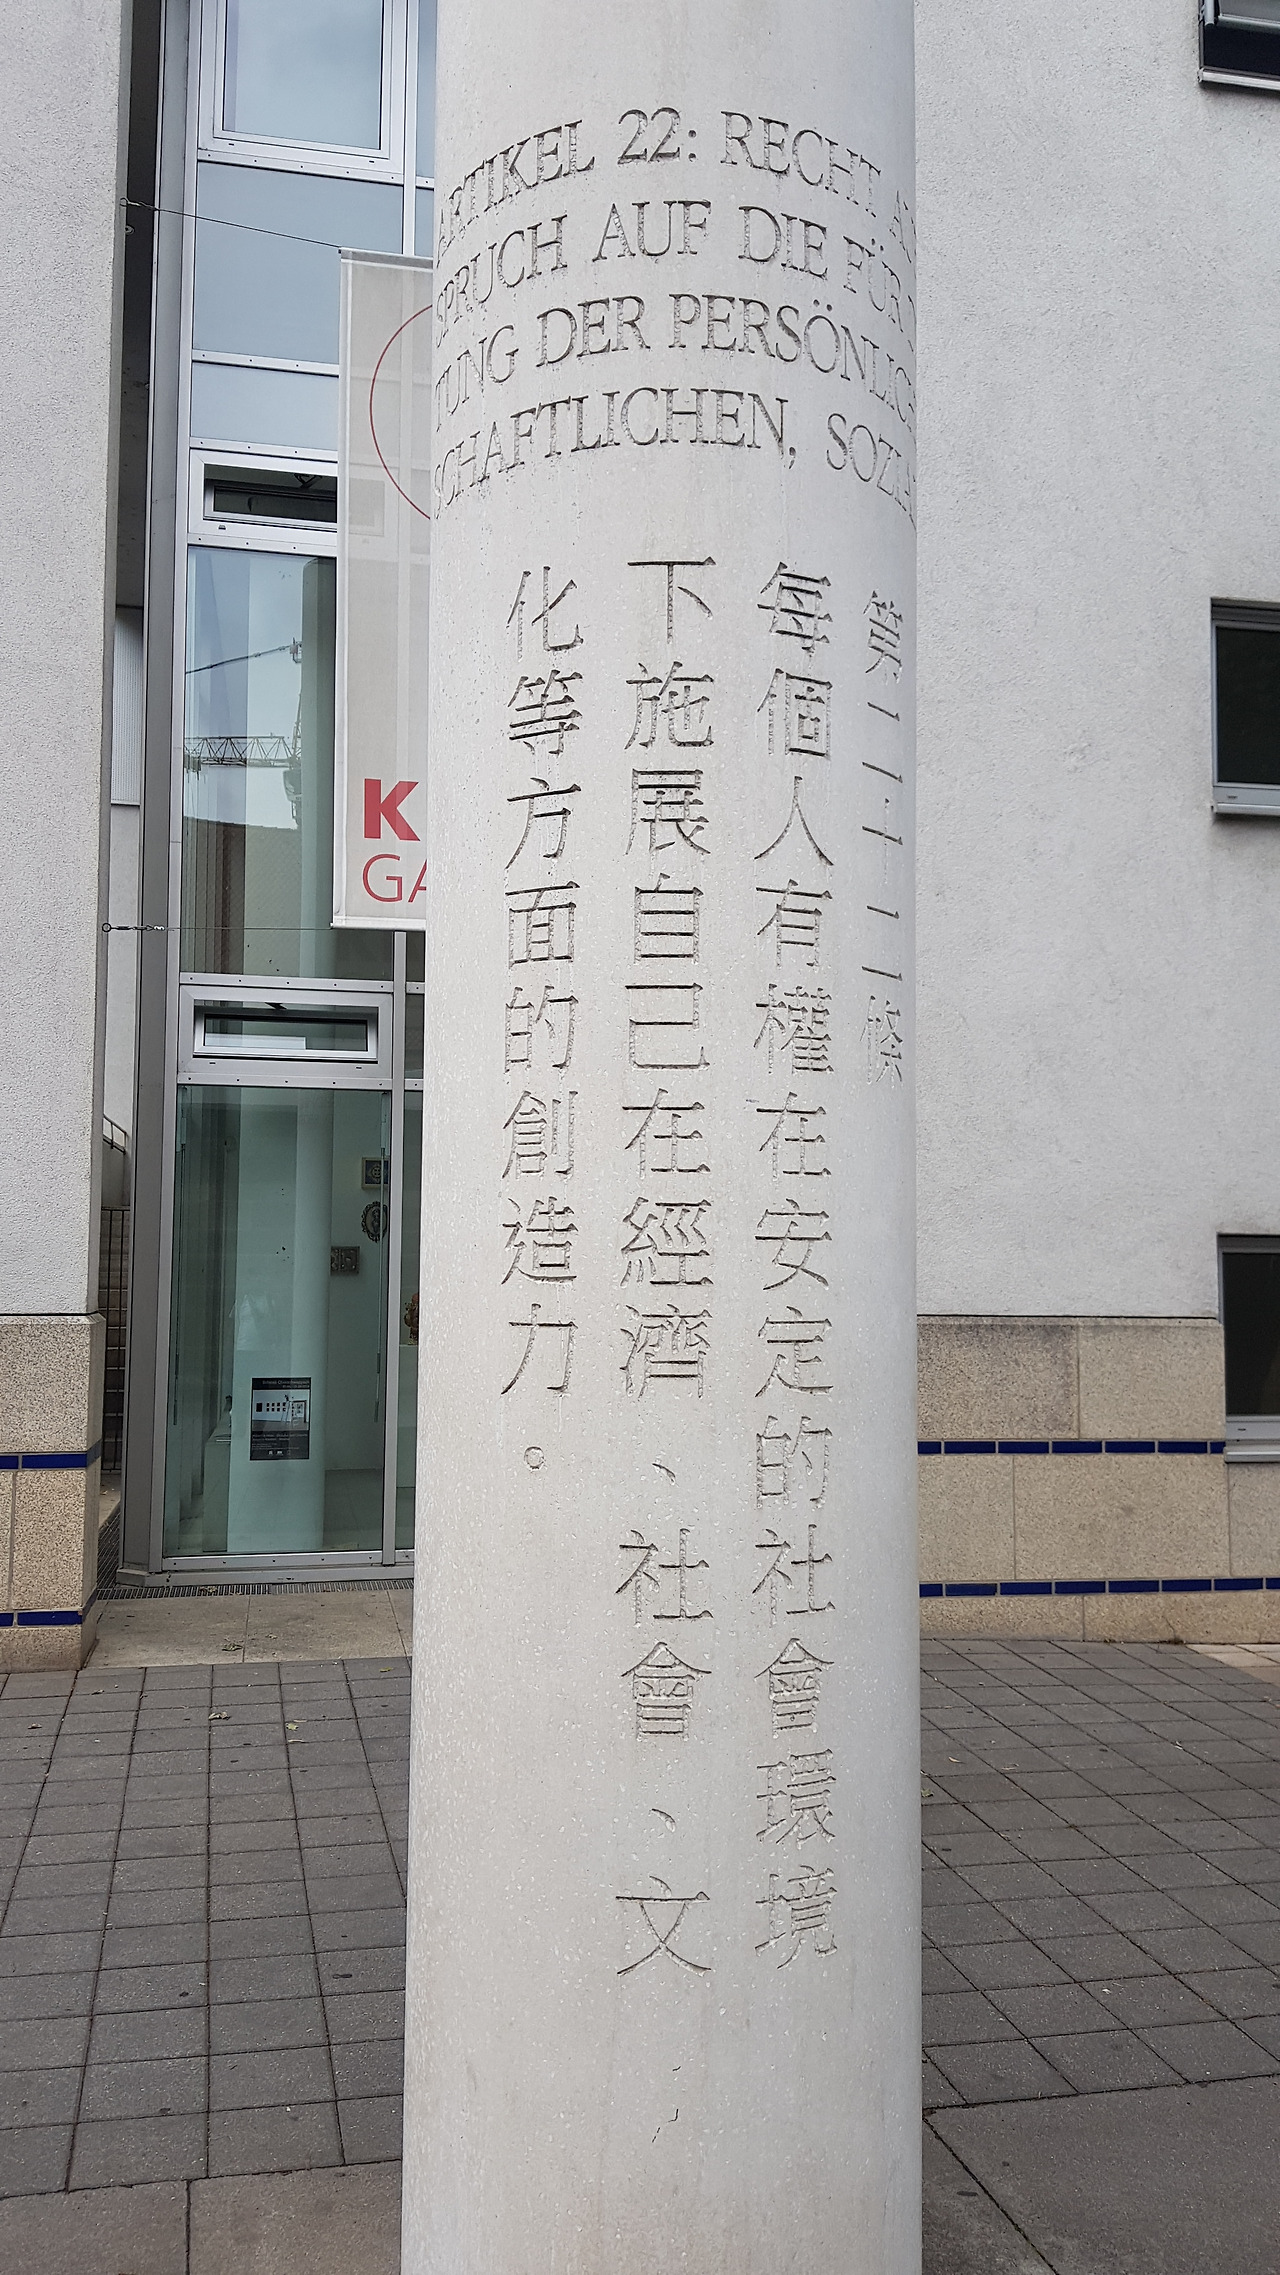 ARTIKEL 22: RECHT A
SPRUCH AUF DIE FÜR
TUNG DER PERSÖNLICH
SCHAFTLICHEN, SOZIA
第二十二條
每個人有權在安定的社會環境
下施展自己在經濟、社會、文
化等方面的創造力。
K
GA